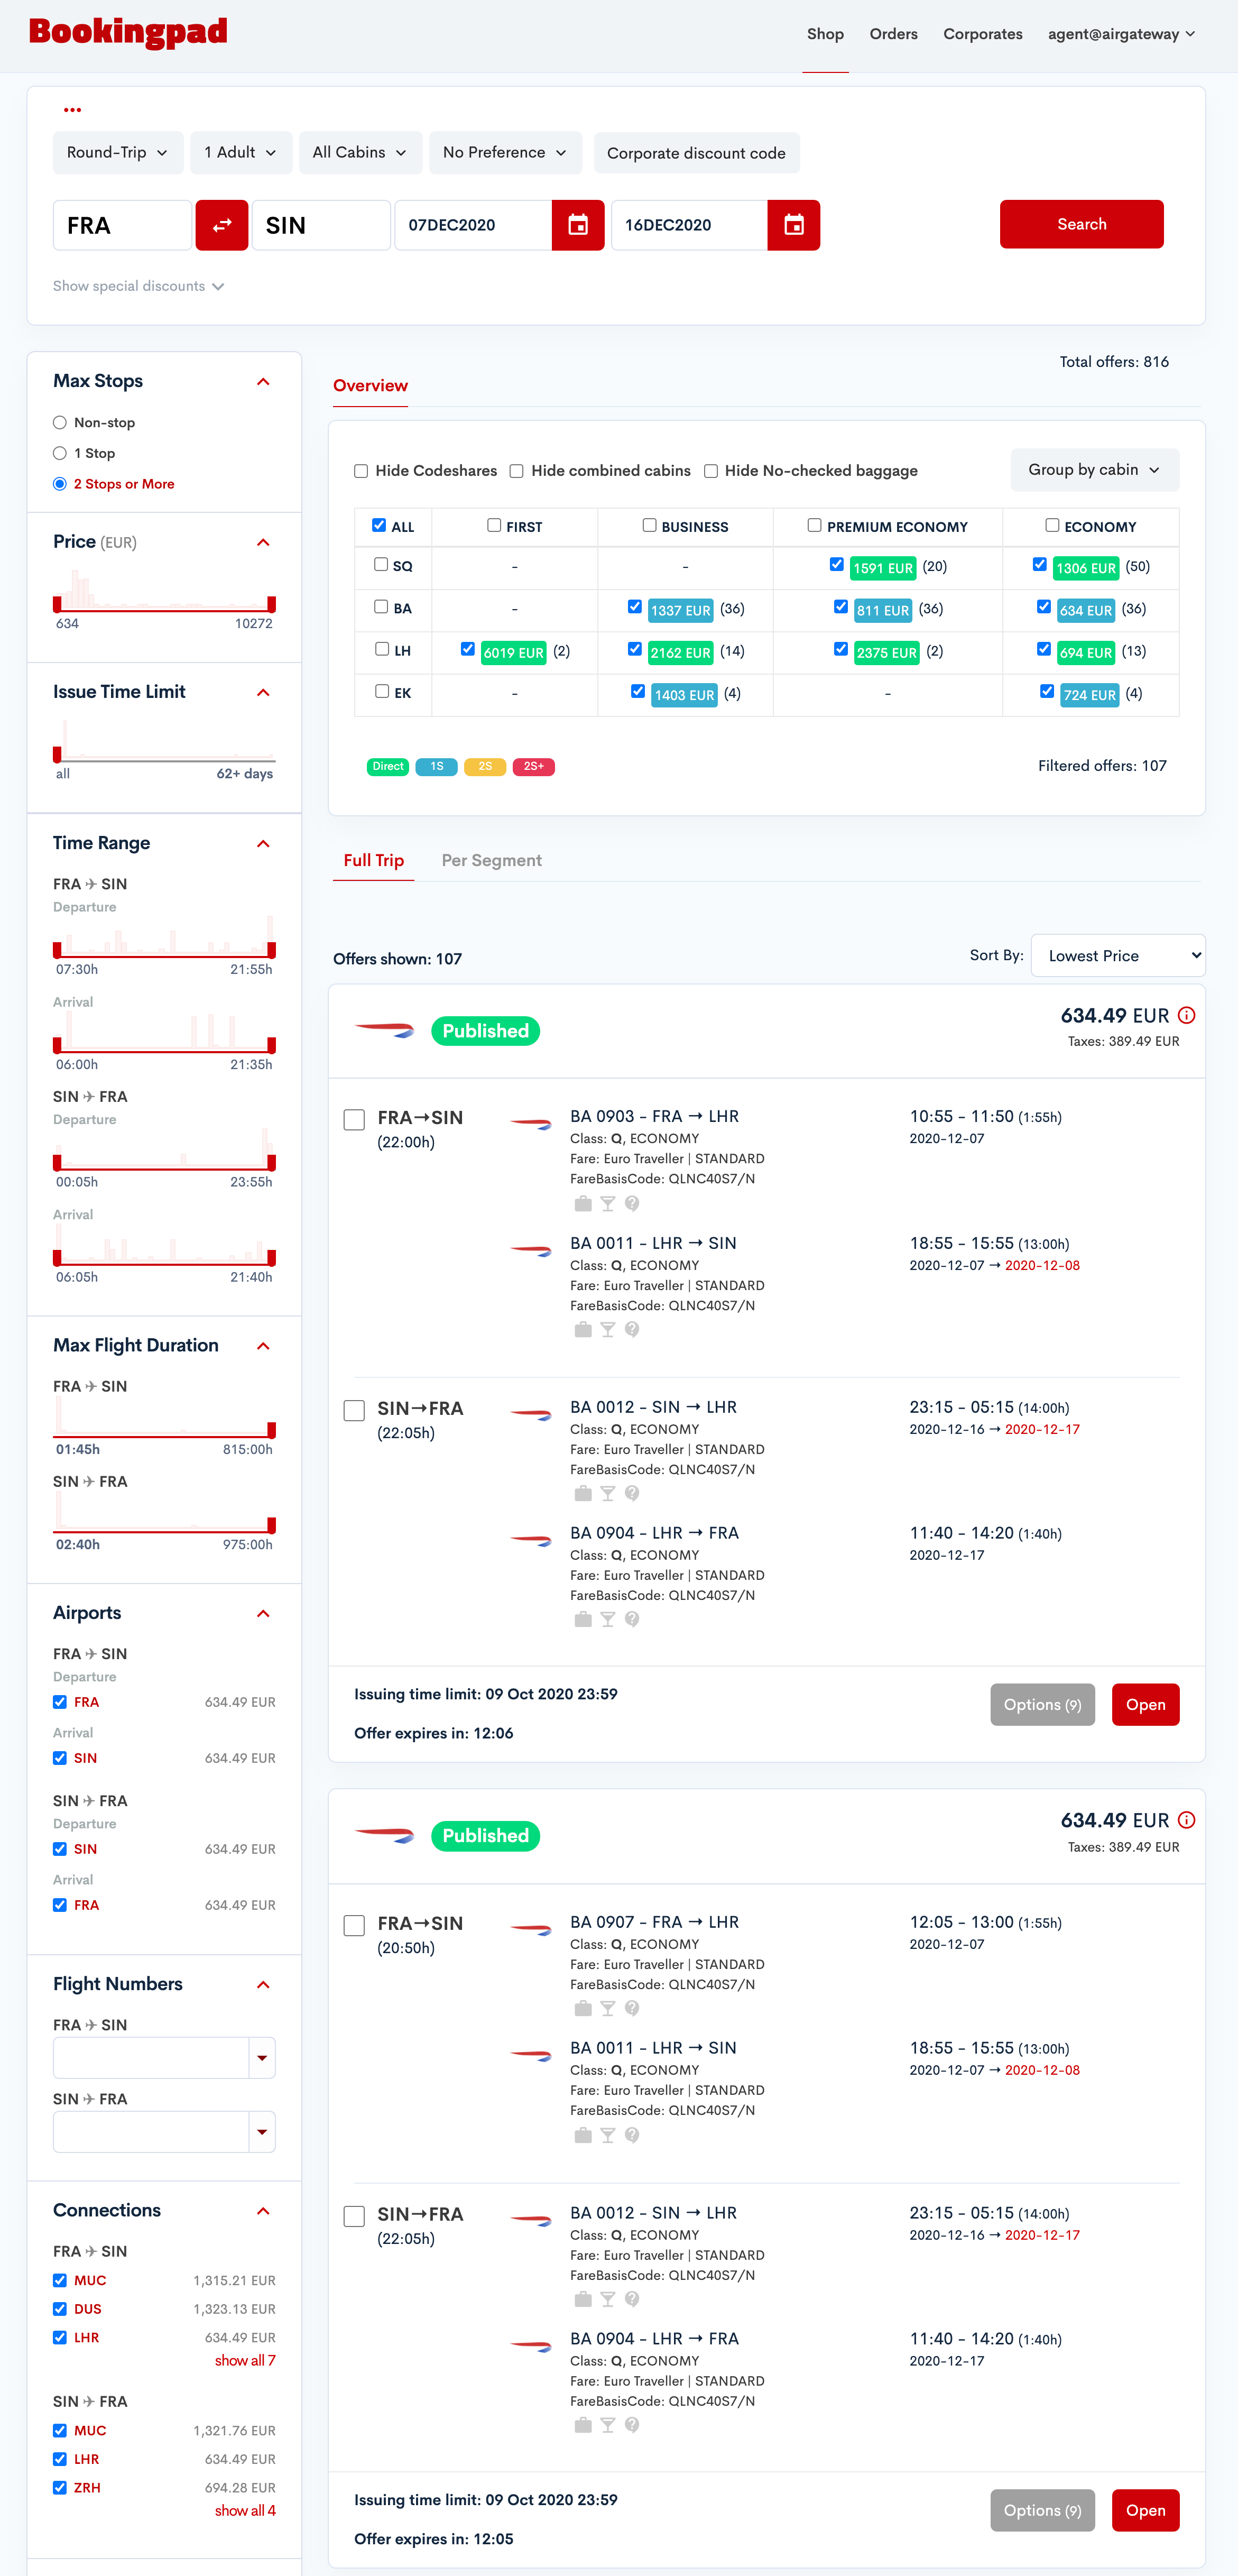 Bookingpad
Shop Orders Corporates agent@airgateway
•••
Round-Trip 1 Adult All Cabins No Preference Corporate discount code
FRA SIN 07DEC2020 16DEC2020 Search
Show special discounts
Max Stops
Non-stop
1 Stop
2 Stops or More
Price (EUR)
634 10272
Issue Time Limit
all 62+ days
Time Range
FRA ✈ SIN
Departure
07:30h 21:55h
Arrival
06:00h 21:35h
SIN ✈ FRA
Departure
00:05h 23:55h
Arrival
06:05h 21:40h
Max Flight Duration
FRA ✈ SIN
01:45h 815:00h
SIN ✈ FRA
02:40h 975:00h
Airports
FRA ✈ SIN
Departure
FRA 634.49 EUR
Arrival
SIN 634.49 EUR
SIN ✈ FRA
Departure
SIN 634.49 EUR
Arrival
FRA 634.49 EUR
Flight Numbers
FRA ✈ SIN
SIN ✈ FRA
Connections
FRA ✈ SIN
MUC 1,315.21 EUR
DUS 1,323.13 EUR
LHR 634.49 EUR
show all 7
SIN ✈ FRA
MUC 1,321.76 EUR
LHR 634.49 EUR
ZRH 694.28 EUR
show all 4
Total offers: 816
Overview
Hide Codeshares Hide combined cabins Hide No-checked baggage Group by cabin
ALL FIRST BUSINESS PREMIUM ECONOMY ECONOMY
SQ - - 1591 EUR (20) 1306 EUR (50)
BA - 1337 EUR (36) 811 EUR (36) 634 EUR (36)
LH 6019 EUR (2) 2162 EUR (14) 2375 EUR (2) 694 EUR (13)
EK - 1403 EUR (4) - 724 EUR (4)
Direct 1S 2S 2S+ Filtered offers: 107
Full Trip Per Segment
Offers shown: 107 Sort By: Lowest Price
Published 634.49 EUR
Taxes: 389.49 EUR
FRA→SIN
(22:00h)
BA 0903 - FRA → LHR 10:55 - 11:50 (1:55h)
Class: Q, ECONOMY 2020-12-07
Fare: Euro Traveller | STANDARD
FareBasisCode: QLNC40S7/N
BA 0011 - LHR → SIN 18:55 - 15:55 (13:00h)
Class: Q, ECONOMY 2020-12-07 → 2020-12-08
Fare: Euro Traveller | STANDARD
FareBasisCode: QLNC40S7/N
SIN→FRA
(22:05h)
BA 0012 - SIN → LHR 23:15 - 05:15 (14:00h)
Class: Q, ECONOMY 2020-12-16 → 2020-12-17
Fare: Euro Traveller | STANDARD
FareBasisCode: QLNC40S7/N
BA 0904 - LHR → FRA 11:40 - 14:20 (1:40h)
Class: Q, ECONOMY 2020-12-17
Fare: Euro Traveller | STANDARD
FareBasisCode: QLNC40S7/N
Issuing time limit: 09 Oct 2020 23:59 Options (9) Open
Offer expires in: 12:06
Published 634.49 EUR
Taxes: 389.49 EUR
FRA→SIN
(20:50h)
BA 0907 - FRA → LHR 12:05 - 13:00 (1:55h)
Class: Q, ECONOMY 2020-12-07
Fare: Euro Traveller | STANDARD
FareBasisCode: QLNC40S7/N
BA 0011 - LHR → SIN 18:55 - 15:55 (13:00h)
Class: Q, ECONOMY 2020-12-07 → 2020-12-08
Fare: Euro Traveller | STANDARD
FareBasisCode: QLNC40S7/N
SIN→FRA
(22:05h)
BA 0012 - SIN → LHR 23:15 - 05:15 (14:00h)
Class: Q, ECONOMY 2020-12-16 → 2020-12-17
Fare: Euro Traveller | STANDARD
FareBasisCode: QLNC40S7/N
BA 0904 - LHR → FRA 11:40 - 14:20 (1:40h)
Class: Q, ECONOMY 2020-12-17
Fare: Euro Traveller | STANDARD
FareBasisCode: QLNC40S7/N
Issuing time limit: 09 Oct 2020 23:59 Options (9) Open
Offer expires in: 12:05